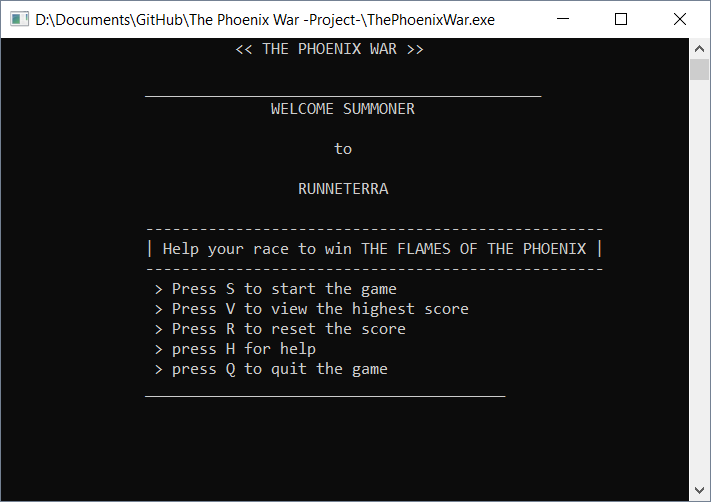 D:\Documents\GitHub\The Phoenix War -Project-\ThePhoenixWar.exe
<< THE PHOENIX WAR >>
____________________________________________
WELCOME SUMMONER
to
RUNNETERRA
---------------------------------------------------
| Help your race to win THE FLAMES OF THE PHOENIX |
---------------------------------------------------
> Press S to start the game
> Press V to view the highest score
> Press R to reset the score
> press H for help
> press Q to quit the game
________________________________________